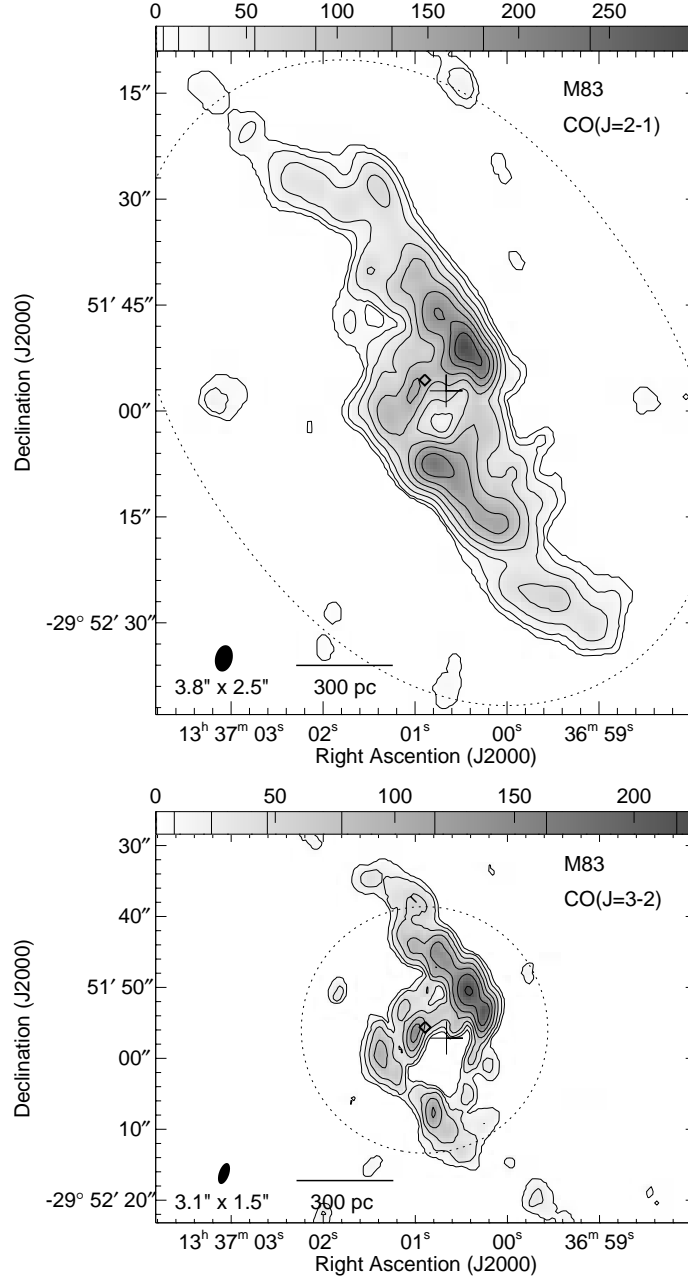 0 50 100 150 200 250
M83
CO(J=2-1)
15″
30″
51′ 45″
00″
15″
-29° 52′ 30″
Declination (J2000)
3.8" x 2.5"
300 pc
13ʰ 37ᵐ 03ˢ 02ˢ 01ˢ 00ˢ 36ᵐ 59ˢ
Right Ascention (J2000)
0 50 100 150 200
M83
CO(J=3-2)
30″
40″
51′ 50″
00″
10″
-29° 52′ 20″
Declination (J2000)
3.1" x 1.5"
300 pc
13ʰ 37ᵐ 03ˢ 02ˢ 01ˢ 00ˢ 36ᵐ 59ˢ
Right Ascention (J2000)